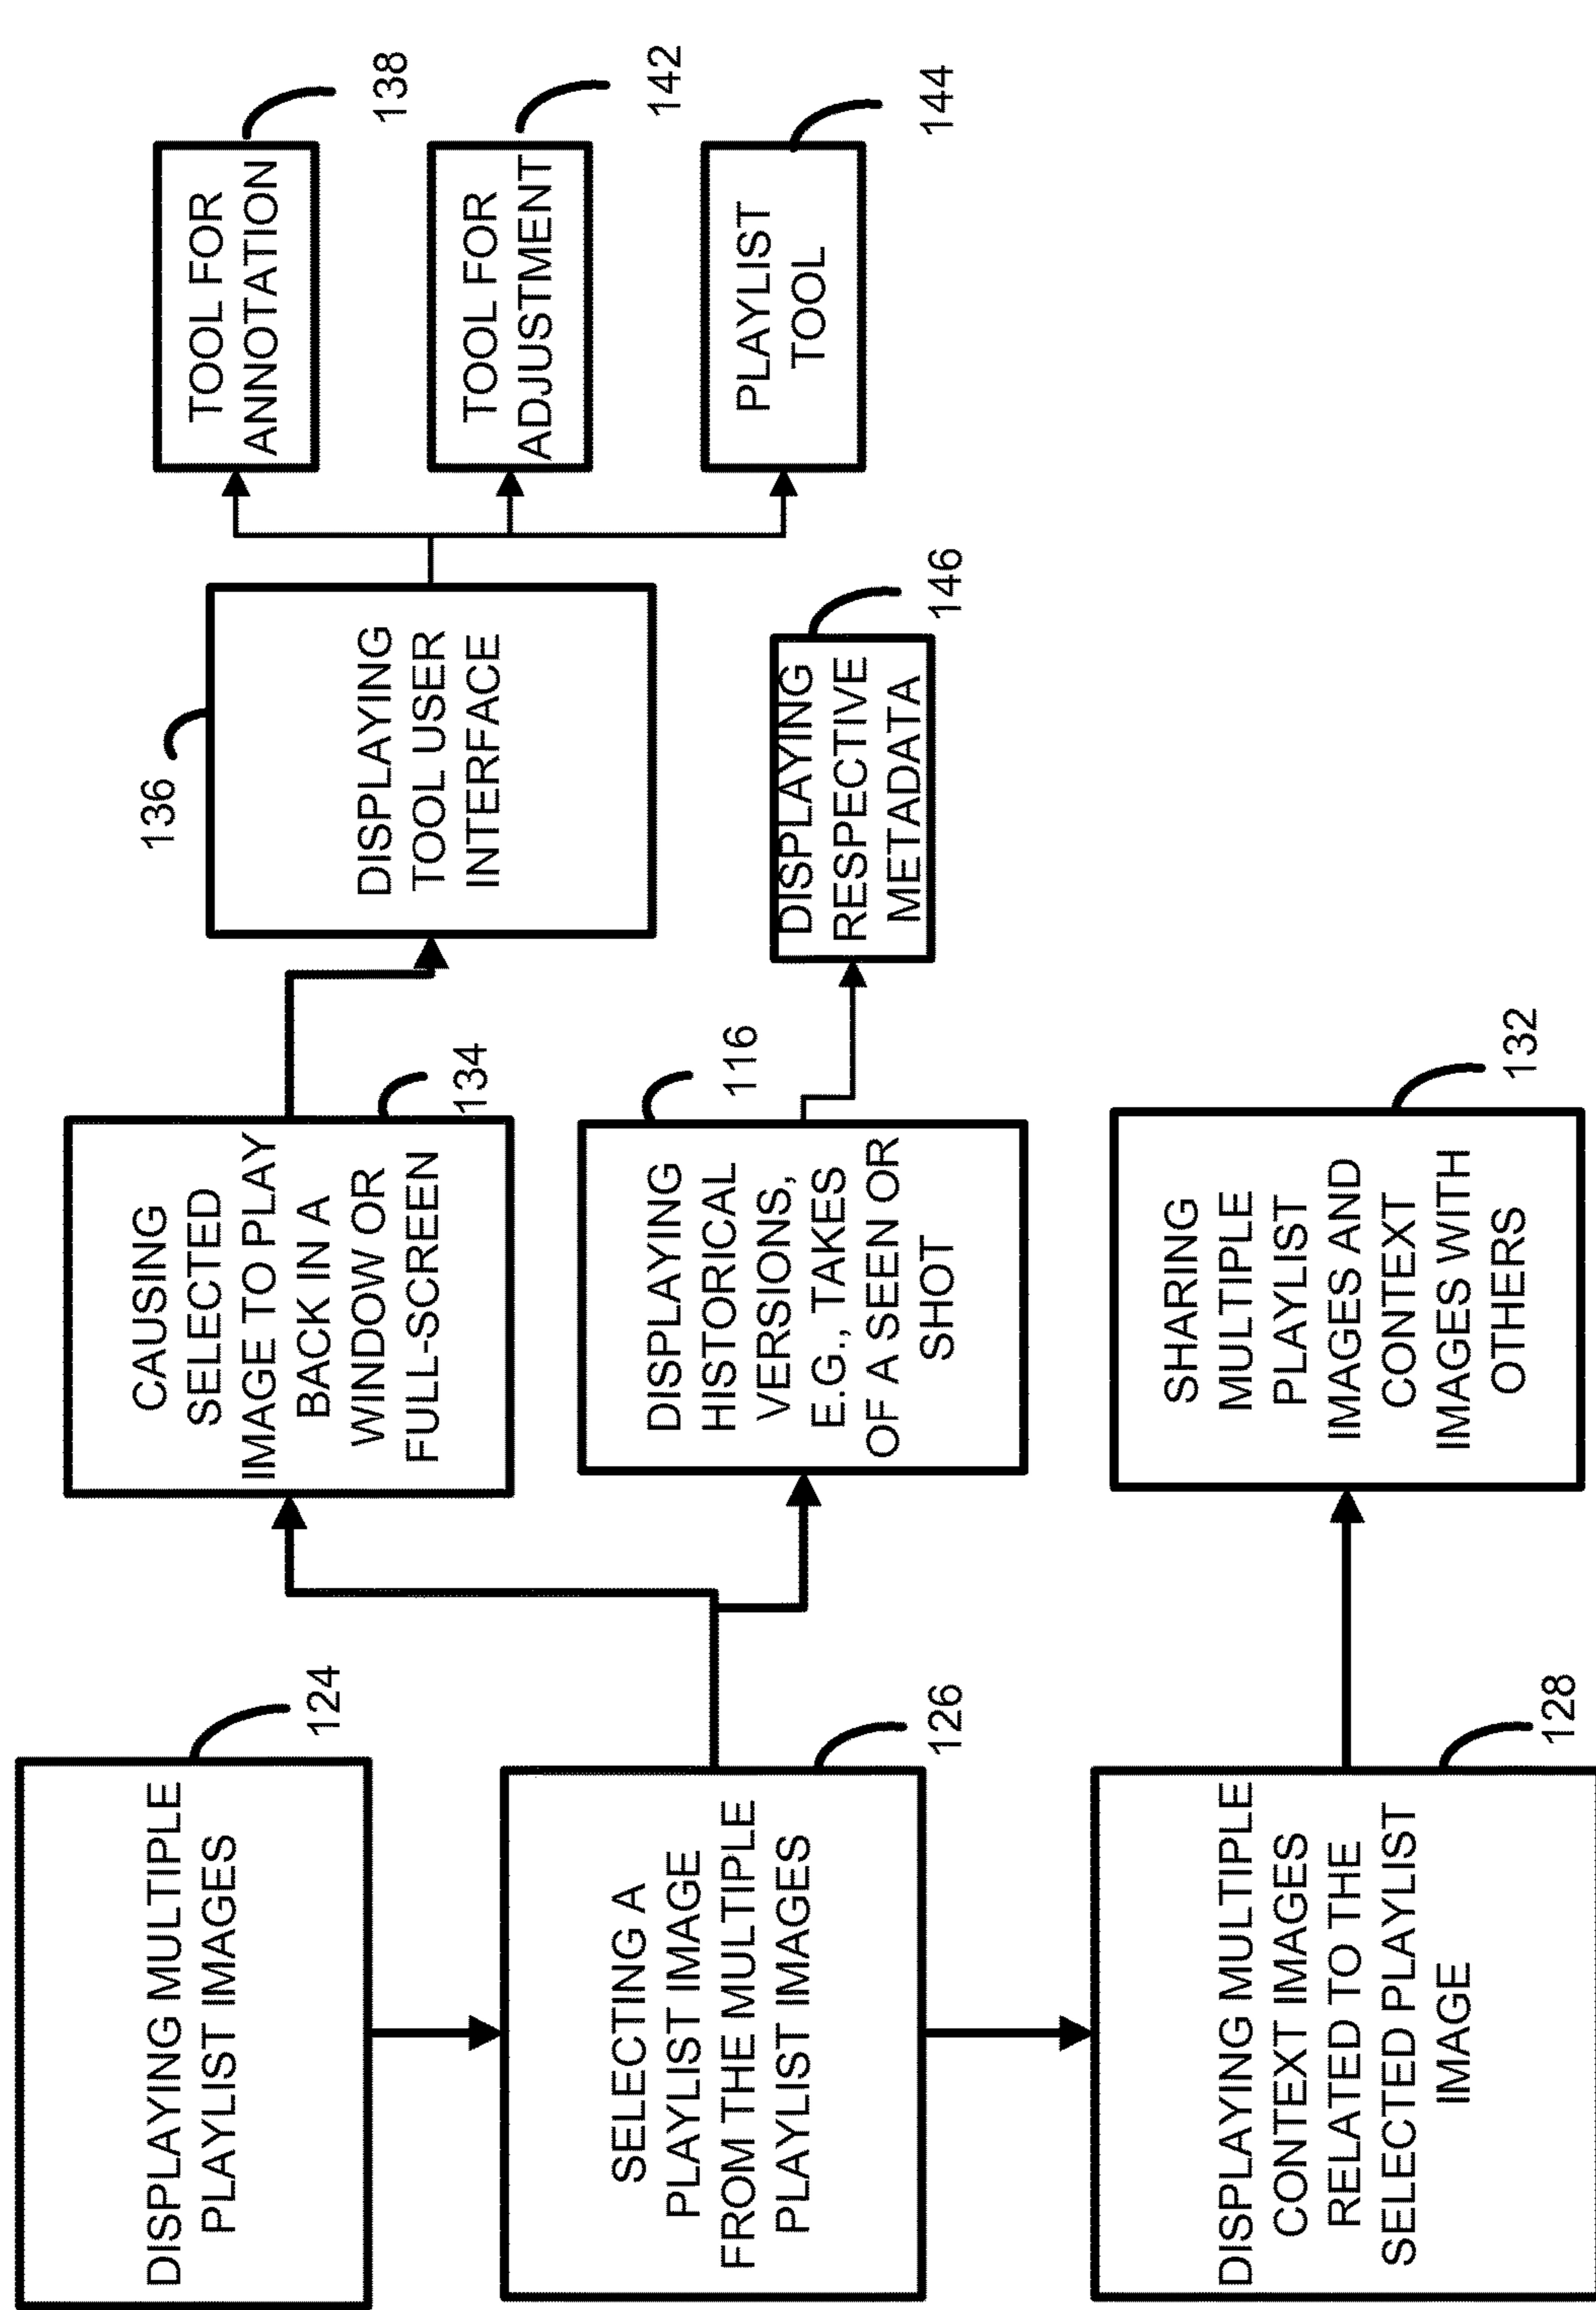 DISPLAYING MULTIPLE
PLAYLIST IMAGES
124
SELECTING A
PLAYLIST IMAGE
FROM THE MULTIPLE
PLAYLIST IMAGES
126
DISPLAYING MULTIPLE
CONTEXT IMAGES
RELATED TO THE
SELECTED PLAYLIST
IMAGE
128
CAUSING
SELECTED
IMAGE TO PLAY
BACK IN A
WINDOW OR
FULL-SCREEN
134
DISPLAYING
HISTORICAL
VERSIONS,
E.G., TAKES
OF A SEEN OR
SHOT
116
SHARING
MULTIPLE
PLAYLIST
IMAGES AND
CONTEXT
IMAGES WITH
OTHERS
132
136
DISPLAYING
TOOL USER
INTERFACE
DISPLAYING
RESPECTIVE
METADATA
146
TOOL FOR
ANNOTATION
138
TOOL FOR
ADJUSTMENT
142
PLAYLIST
TOOL
144